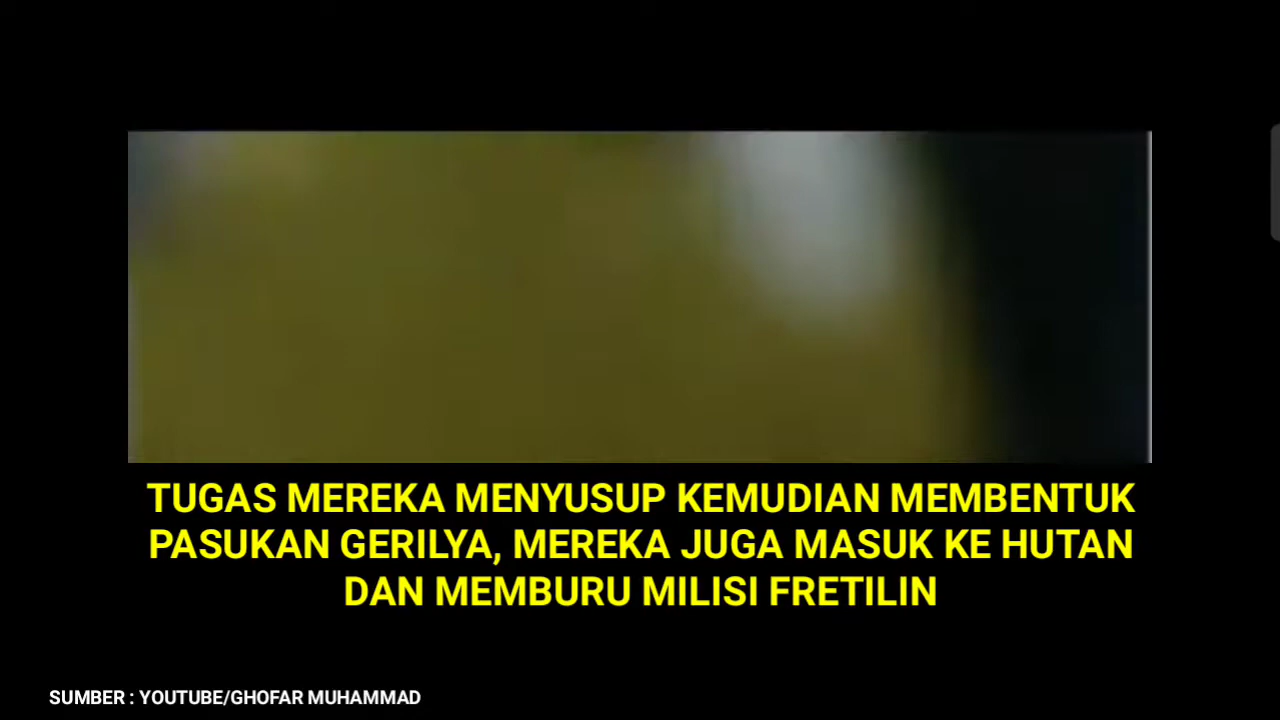 TUGAS MEREKA MENYUSUP KEMUDIAN MEMBENTUK
PASUKAN GERILYA, MEREKA JUGA MASUK KE HUTAN
DAN MEMBURU MILISI FRETILIN
SUMBER : YOUTUBE/GHOFAR MUHAMMAD